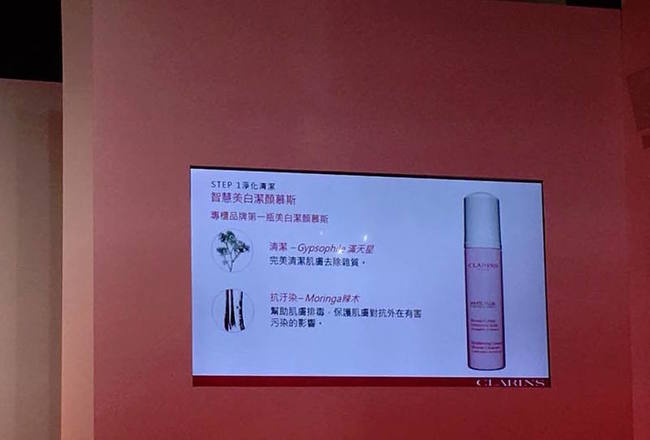 STEP 1淨化清潔
智慧美白潔顏慕斯
專櫃品牌第一瓶美白潔顏慕斯
清潔–Gypsophile 滿天星
完美清潔肌膚去除雜質。
抗汙染–Moringa辣木
幫助肌膚排毒,保護肌膚對抗外在有害
污染的影響。
CLARINS
WHITE PLUS
CLARINS